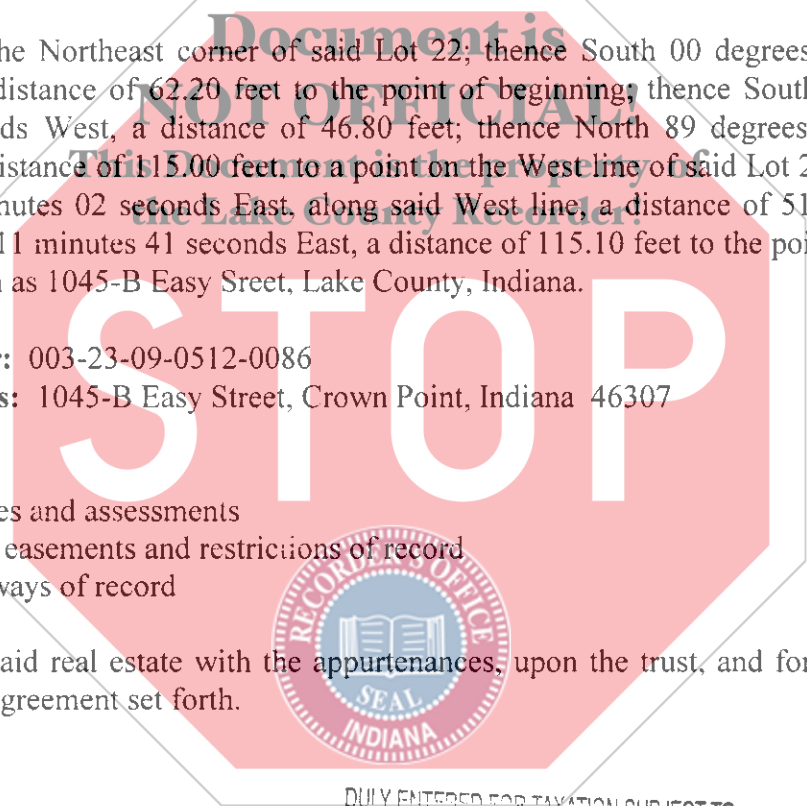 Document is
he Northeast corner of said Lot 22; thence South 00 degrees
distance of 62.20 feet to the point of beginning; thence South
NOT OFFICIAL!
ds West, a distance of 46.80 feet; thence North 89 degrees
istance of 115.00 feet, to a point on the West line of said Lot 2
This Document is the property of
nutes 02 seconds East, along said West line, a distance of 51
the Lake County Recorder!
11 minutes 41 seconds East, a distance of 115.10 feet to the poi
as 1045-B Easy Sreet, Lake County, Indiana.
STOP
: 003-23-09-0512-0086
s: 1045-B Easy Street, Crown Point, Indiana 46307
es and assessments
easements and restrictions of record
ways of record
RECORDER'S OFFICE
SEAL
INDIANA
aid real estate with the appurtenances, upon the trust, and for
greement set forth.
DULY ENTERED FOR TAXATION SUBJECT TO